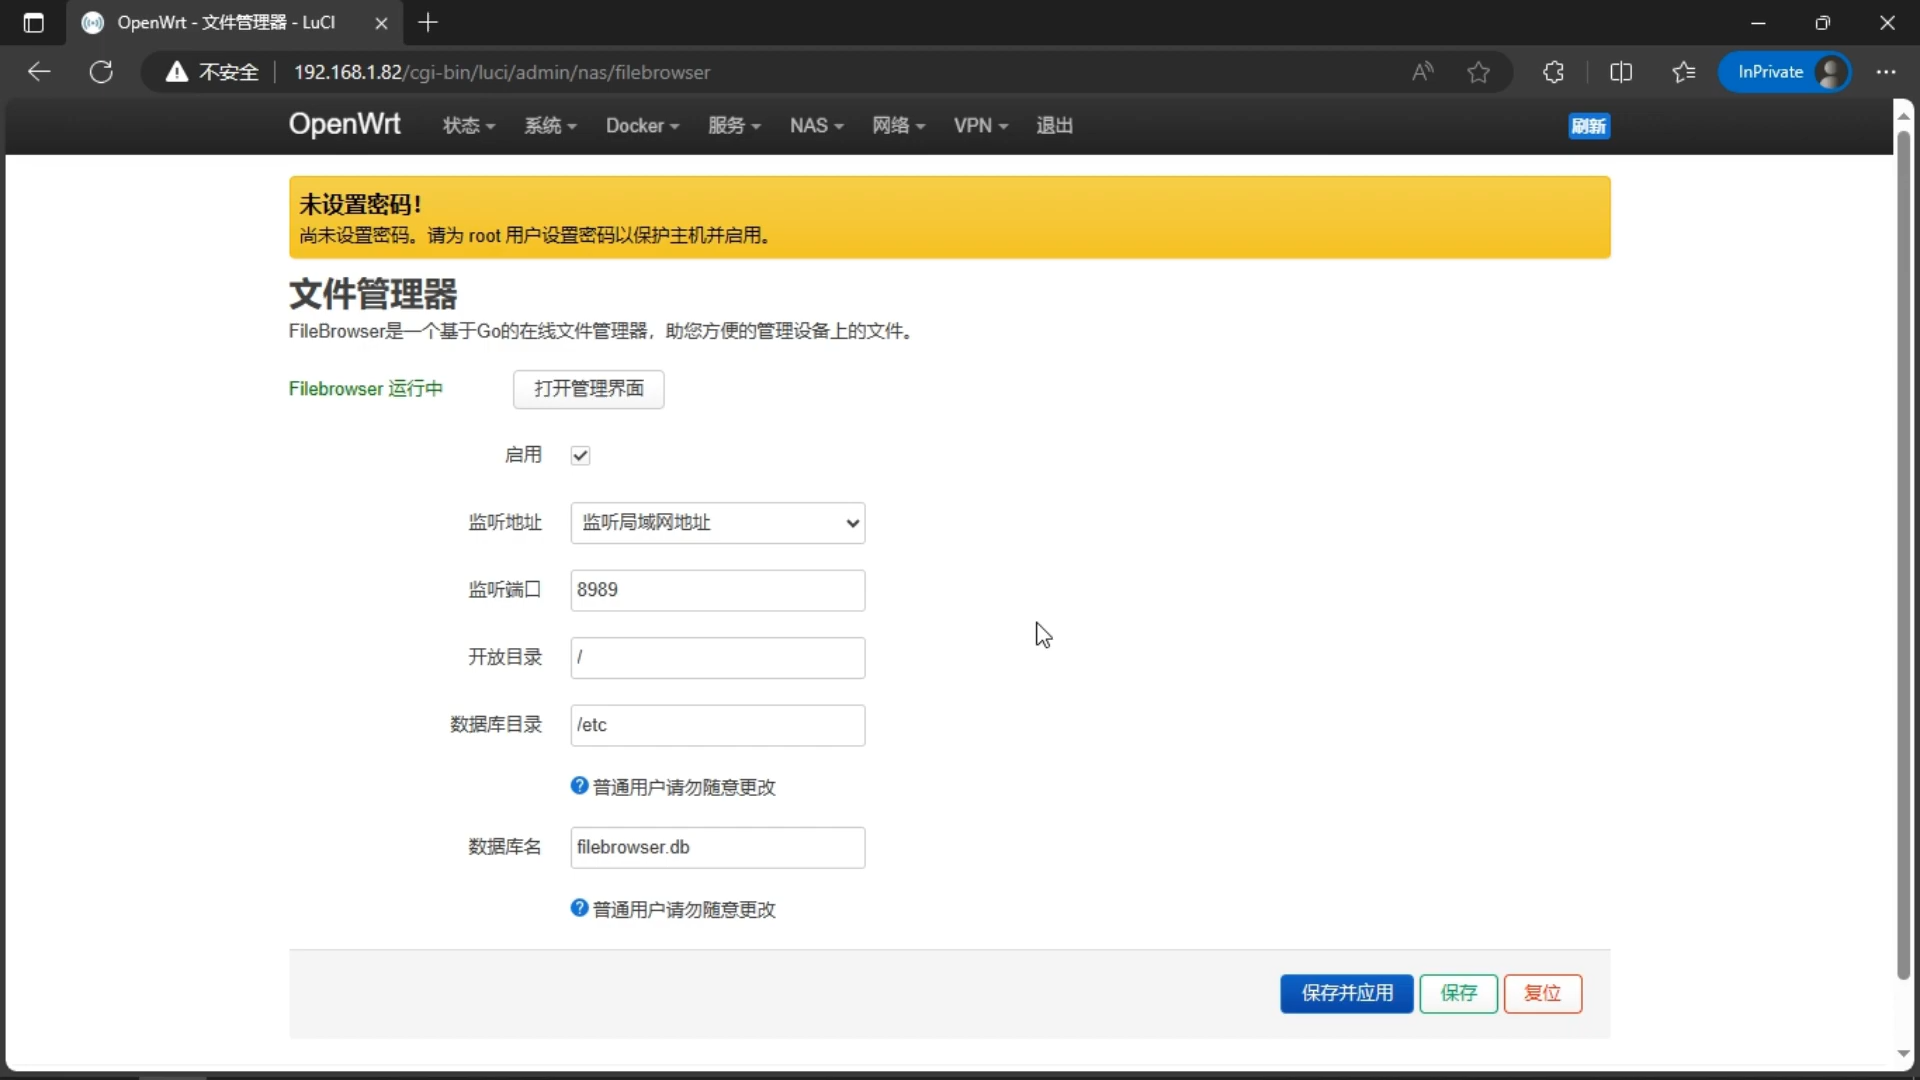 OpenWrt - 文件管理器 - LuCI
不安全 192.168.1.82/cgi-bin/luci/admin/nas/filebrowser
InPrivate
OpenWrt 状态 系统 Docker 服务 NAS 网络 VPN 退出 刷新
未设置密码！
尚未设置密码。请为 root 用户设置密码以保护主机并启用。
文件管理器
FileBrowser是一个基于Go的在线文件管理器，助您方便的管理设备上的文件。
Filebrowser 运行中 打开管理界面
启用
监听地址 监听局域网地址
监听端口 8989
开放目录 /
数据库目录 /etc
普通用户请勿随意更改
数据库名 filebrowser.db
普通用户请勿随意更改
保存并应用 保存 复位